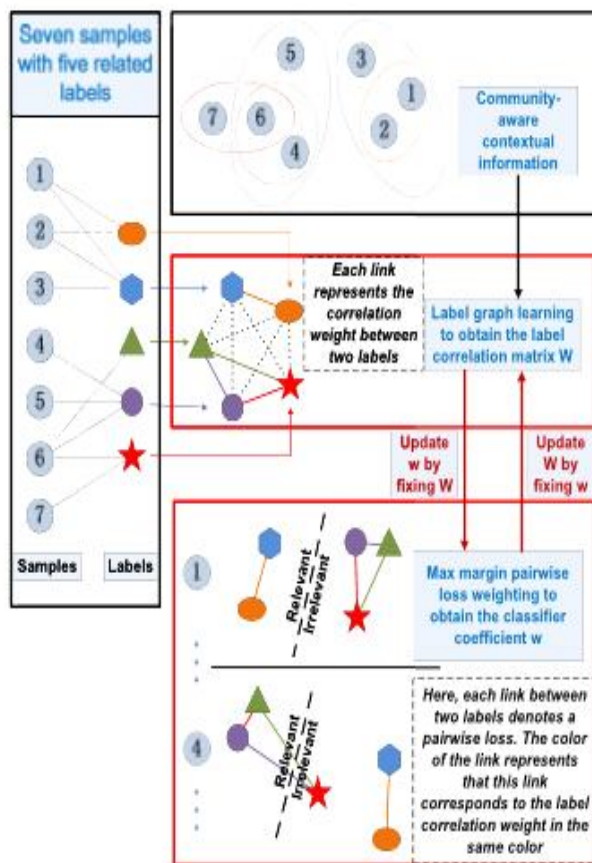 Seven samples
with five related
labels
1
2
3
4
5
6
7
Samples
Labels
5
3
1
7
6
2
4
Community-
aware
contextual
information
Each link
represents the
correlation
weight between
two labels
Label graph learning
to obtain the label
correlation matrix W
Update
w by
fixing W
Update
W by
fixing w
1
Relevant
Irrelevant
Max margin pairwise
loss weighting to
obtain the classifier
coefficient w
4
Relevant
Irrelevant
Here, each link between
two labels denotes a
pairwise loss. The color
of the link represents
that this link
corresponds to the label
correlation weight in the
same color